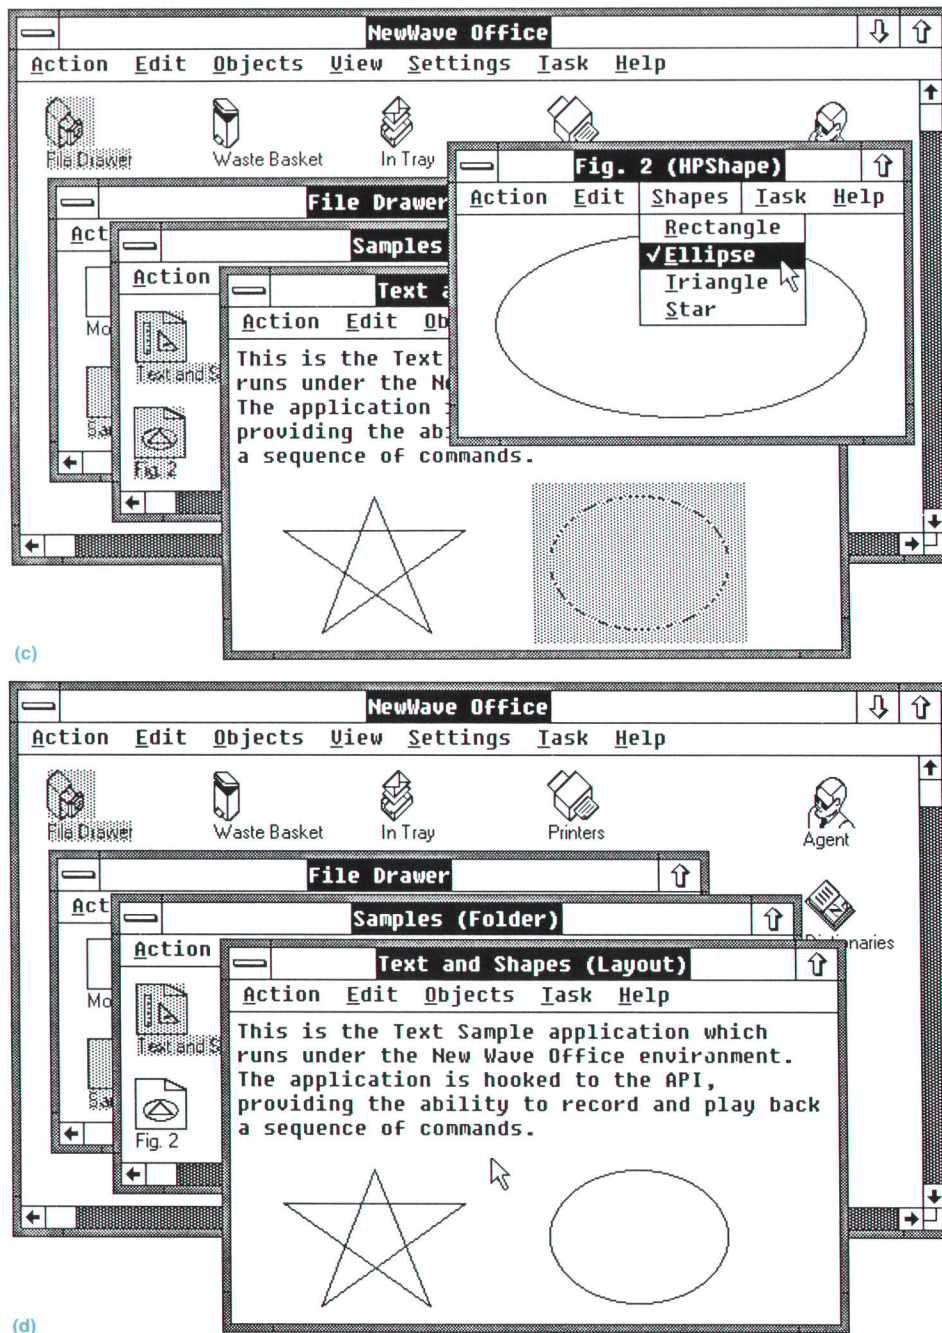 NewWave Office
Action Edit Objects View Settings Task Help
File Drawer Waste Basket In Tray
Fig. 2 (HPShape)
Action Edit Shapes Task Help
Rectangle
✓Ellipse
Triangle
Star
File Drawer
Act
Mo
Samples
Action
Text and S
Fig. 2
Text a
Action Edit Ob
This is the Text
runs under the Ne
The application
providing the abi
a sequence of commands.
(c)
NewWave Office
Action Edit Objects View Settings Task Help
File Drawer Waste Basket In Tray Printers Agent
File Drawer
Act
Mo
Samples (Folder)
naries
Action
Text and S
Fig. 2
Text and Shapes (Layout)
Action Edit Objects Task Help
This is the Text Sample application which
runs under the New Wave Office environment.
The application is hooked to the API,
providing the ability to record and play back
a sequence of commands.
(d)